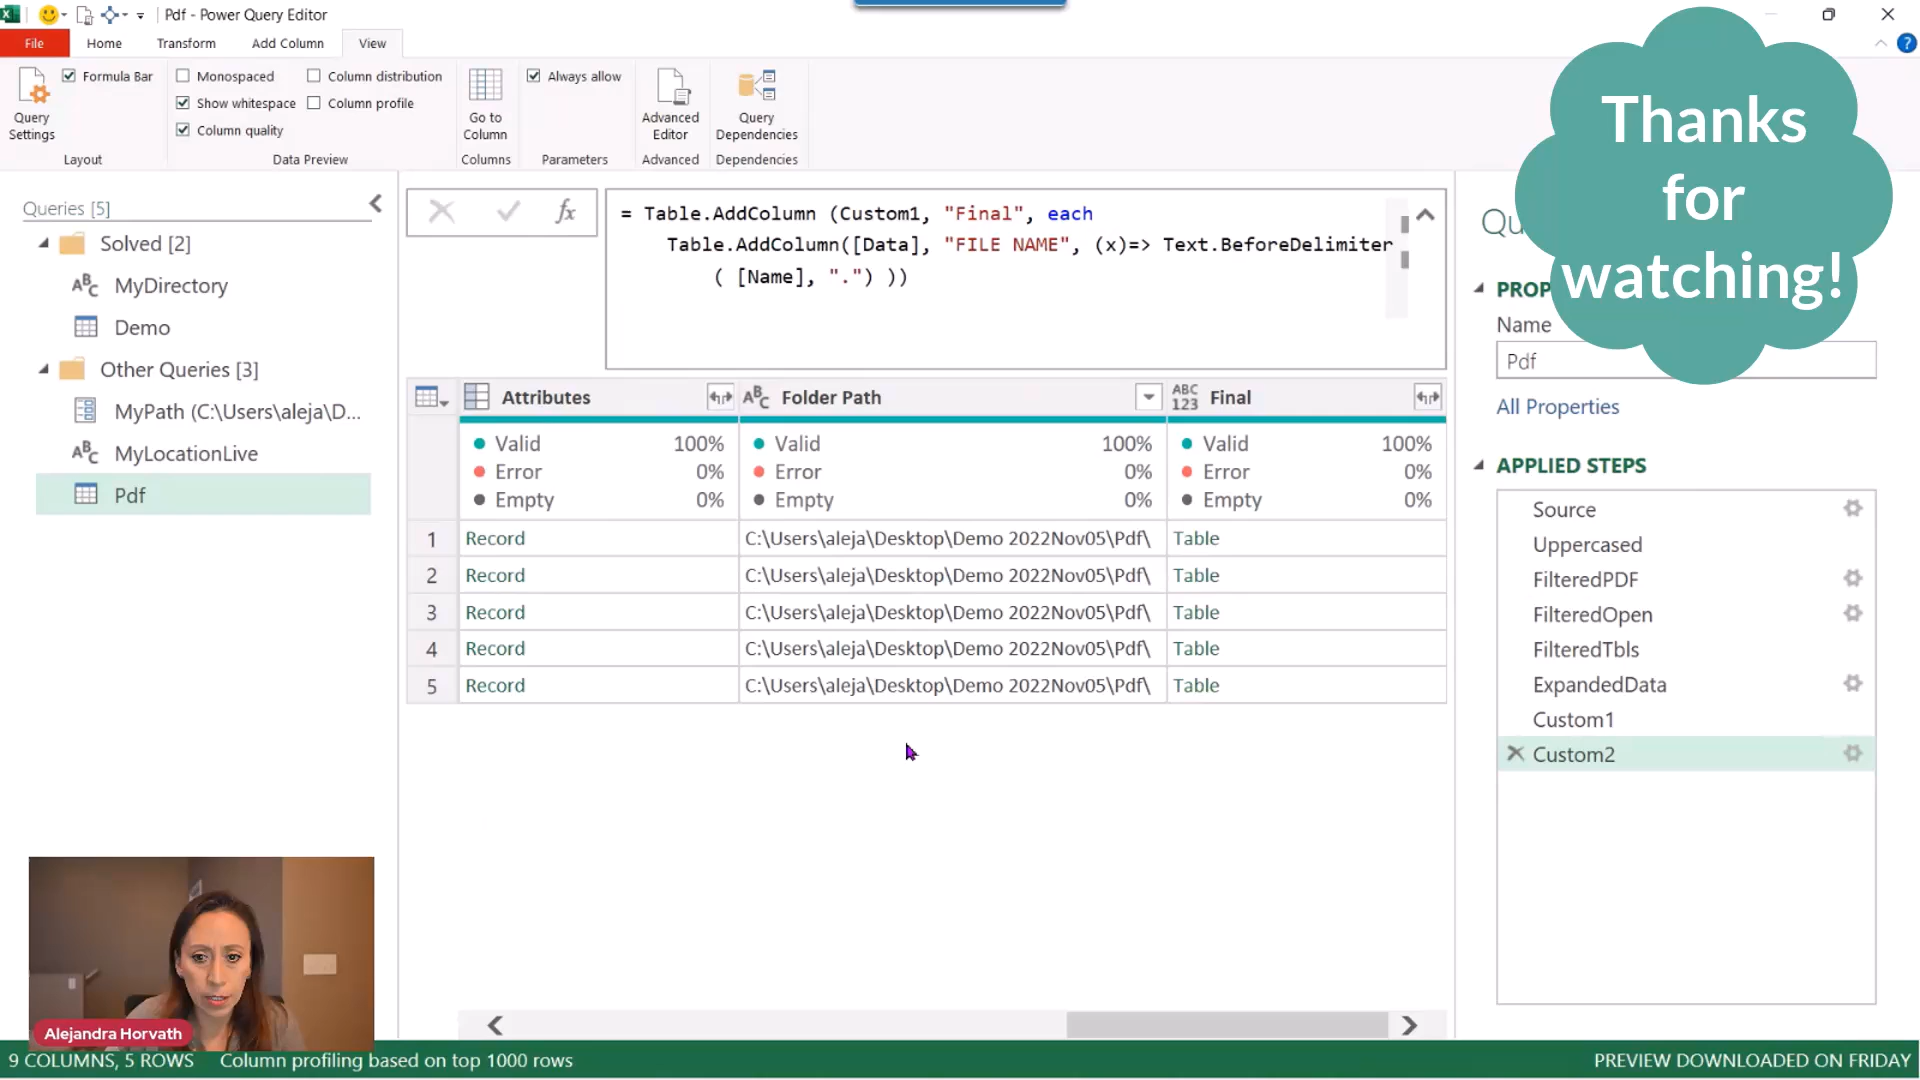 Pdf - Power Query Editor
File
Home
Transform
Add Column
View
Query
Settings
Formula Bar
Layout
Monospaced
Show whitespace
Column quality
Column distribution
Column profile
Data Preview
Go to
Column
Columns
Always allow
Parameters
Advanced
Editor
Advanced
Query
Dependencies
Dependencies
Thanks
for
watching!
Queries [5]
Solved [2]
MyDirectory
Demo
Other Queries [3]
MyPath (C:\Users\aleja\D...
MyLocationLive
Pdf
fx
= Table.AddColumn (Custom1, "Final", each
Table.AddColumn([Data], "FILE NAME", (x)=> Text.BeforeDelimiter
( [Name], ".") ))
Attributes
ABC Folder Path
ABC 123 Final
Valid 100% Valid 100% Valid 100%
Error 0% Error 0% Error 0%
Empty 0% Empty 0% Empty 0%
1 Record C:\Users\aleja\Desktop\Demo 2022Nov05\Pdf\ Table
2 Record C:\Users\aleja\Desktop\Demo 2022Nov05\Pdf\ Table
3 Record C:\Users\aleja\Desktop\Demo 2022Nov05\Pdf\ Table
4 Record C:\Users\aleja\Desktop\Demo 2022Nov05\Pdf\ Table
5 Record C:\Users\aleja\Desktop\Demo 2022Nov05\Pdf\ Table
Name
Pdf
All Properties
APPLIED STEPS
Source
Uppercased
FilteredPDF
FilteredOpen
FilteredTbls
ExpandedData
Custom1
Custom2
Alejandra Horvath
9 COLUMNS, 5 ROWS
Column profiling based on top 1000 rows
PREVIEW DOWNLOADED ON FRIDAY